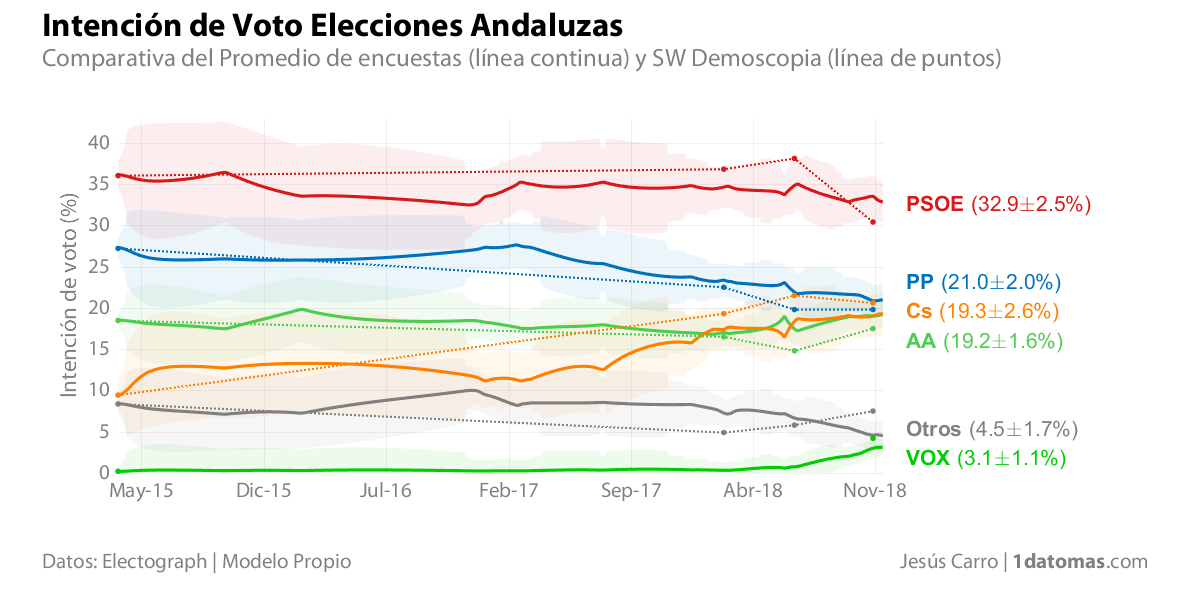 Intención de Voto Elecciones Andaluzas
Comparativa del Promedio de encuestas (línea continua) y SW Demoscopia (línea de puntos)
Intención de voto (%)
40
35
30
25
20
15
10
5
0
May-15
Dic-15
Jul-16
Feb-17
Sep-17
Abr-18
Nov-18
PSOE (32.9±2.5%)
PP (21.0±2.0%)
Cs (19.3±2.6%)
AA (19.2±1.6%)
Otros (4.5±1.7%)
VOX (3.1±1.1%)
Datos: Electograph | Modelo Propio
Jesús Carro | 1datomas.com